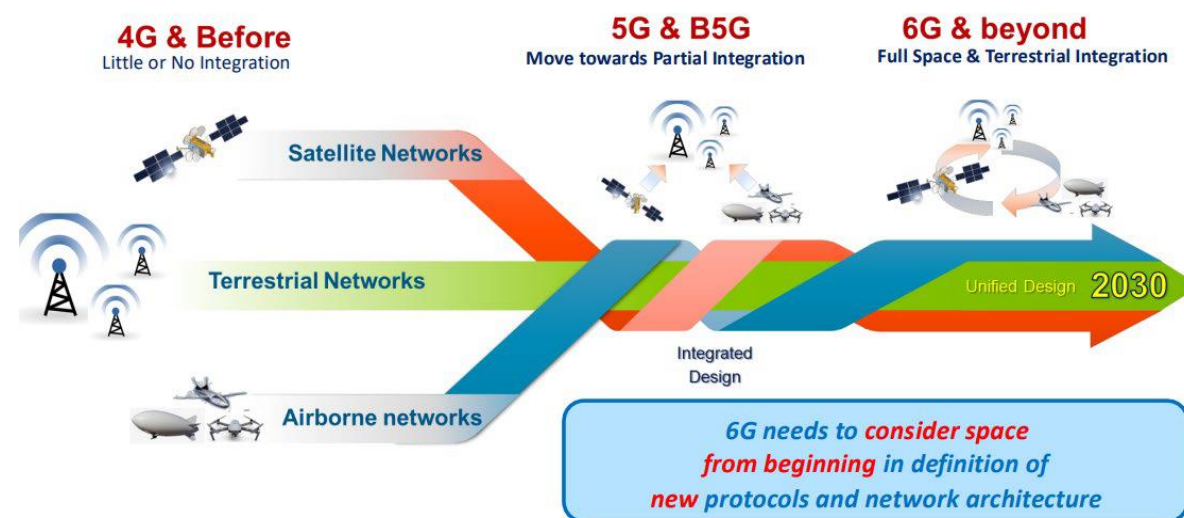 4G & Before
Little or No Integration
5G & B5G
Move towards Partial Integration
6G & beyond
Full Space & Terrestrial Integration
Satellite Networks
Terrestrial Networks
Airborne networks
Unified Design 2030
Integrated
Design
6G needs to consider space
from beginning in definition of
new protocols and network architecture